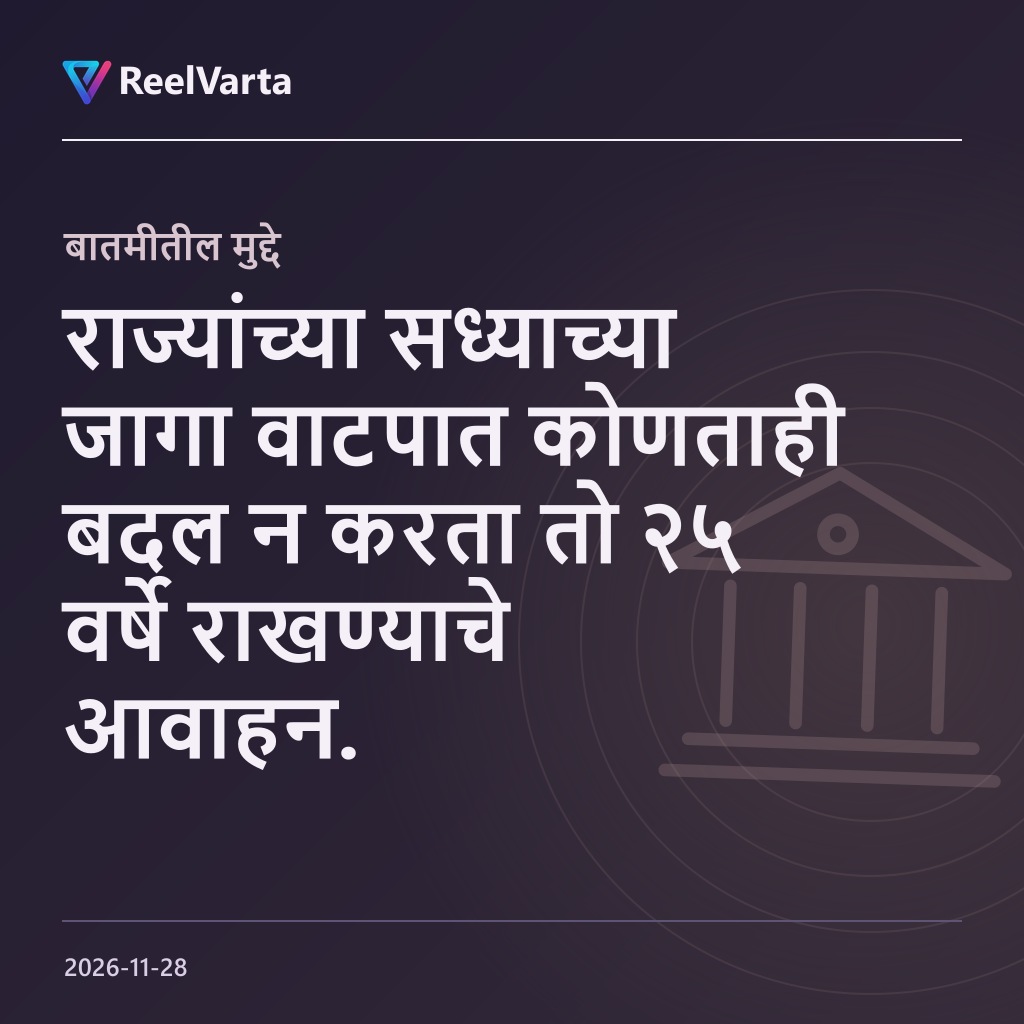 ReelVarta
बातमीतील मुद्दे
राज्यांच्या सध्याच्या
जागा वाटपात कोणताही
बदल न करता तो २५
वर्षे राखण्याचे
आवाहन.
2026-11-28